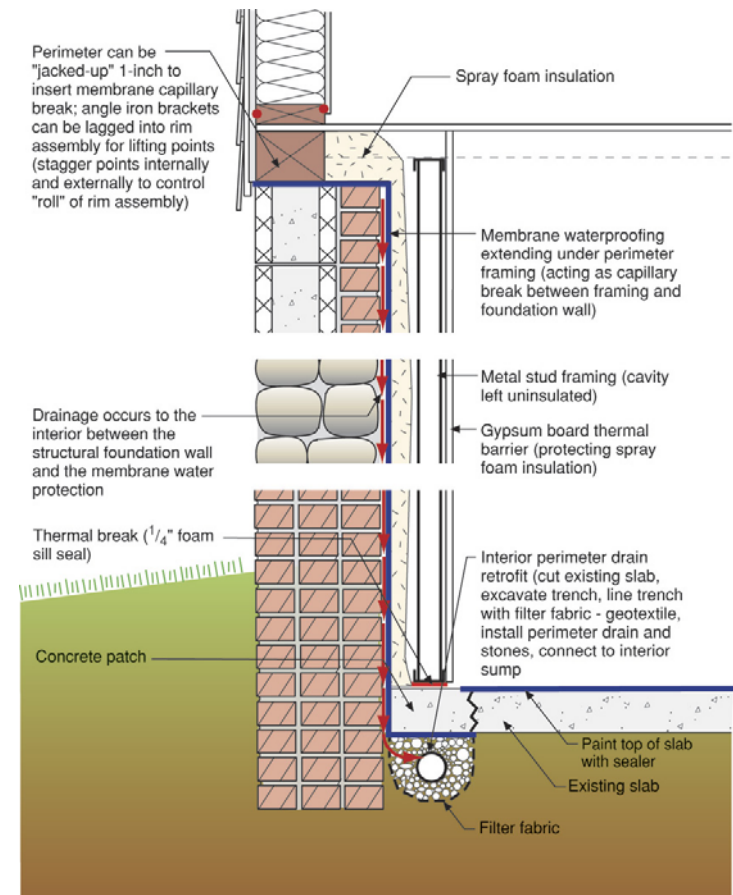 Perimeter can be
"jacked-up" 1-inch to
insert membrane capillary
break; angle iron brackets
can be lagged into rim
assembly for lifting points
(stagger points internally
and externally to control
"roll" of rim assembly)
Spray foam insulation
Membrane waterproofing
extending under perimeter
framing (acting as capillary
break between framing and
foundation wall)
Metal stud framing (cavity
left uninsulated)
Drainage occurs to the
interior between the
structural foundation wall
and the membrane water
protection
Gypsum board thermal
barrier (protecting spray
foam insulation)
Thermal break (1/4" foam
sill seal)
Interior perimeter drain
retrofit (cut existing slab,
excavate trench, line trench
with filter fabric - geotextile,
install perimeter drain and
stones, connect to interior
sump
Concrete patch
Paint top of slab
with sealer
Existing slab
Filter fabric